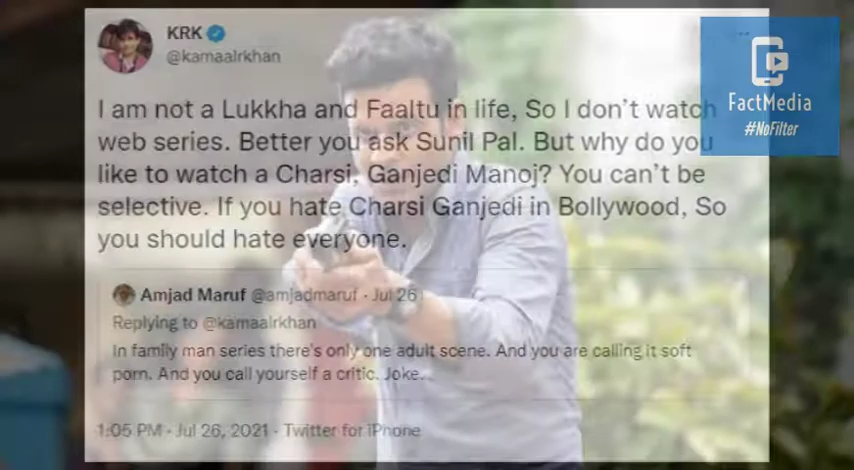 KRK
@kamaalrkhan
FactMedia
#NoFilter
I am not a Lukkha and Faaltu in life, So I don't watch
web series. Better you ask Sunil Pal. But why do you
like to watch a Charsi, Ganjedi Manoj? You can't be
selective. If you hate Charsi Ganjedi in Bollywood, So
you should hate everyone.
Amjad Maruf @amjadmaruf · Jul 26
Replying to @kamaalrkhan
In family man series there's only one adult scene. And you are calling it soft
porn. And you call yourself a critic. Joke.
1:05 PM · Jul 26, 2021 · Twitter for iPhone